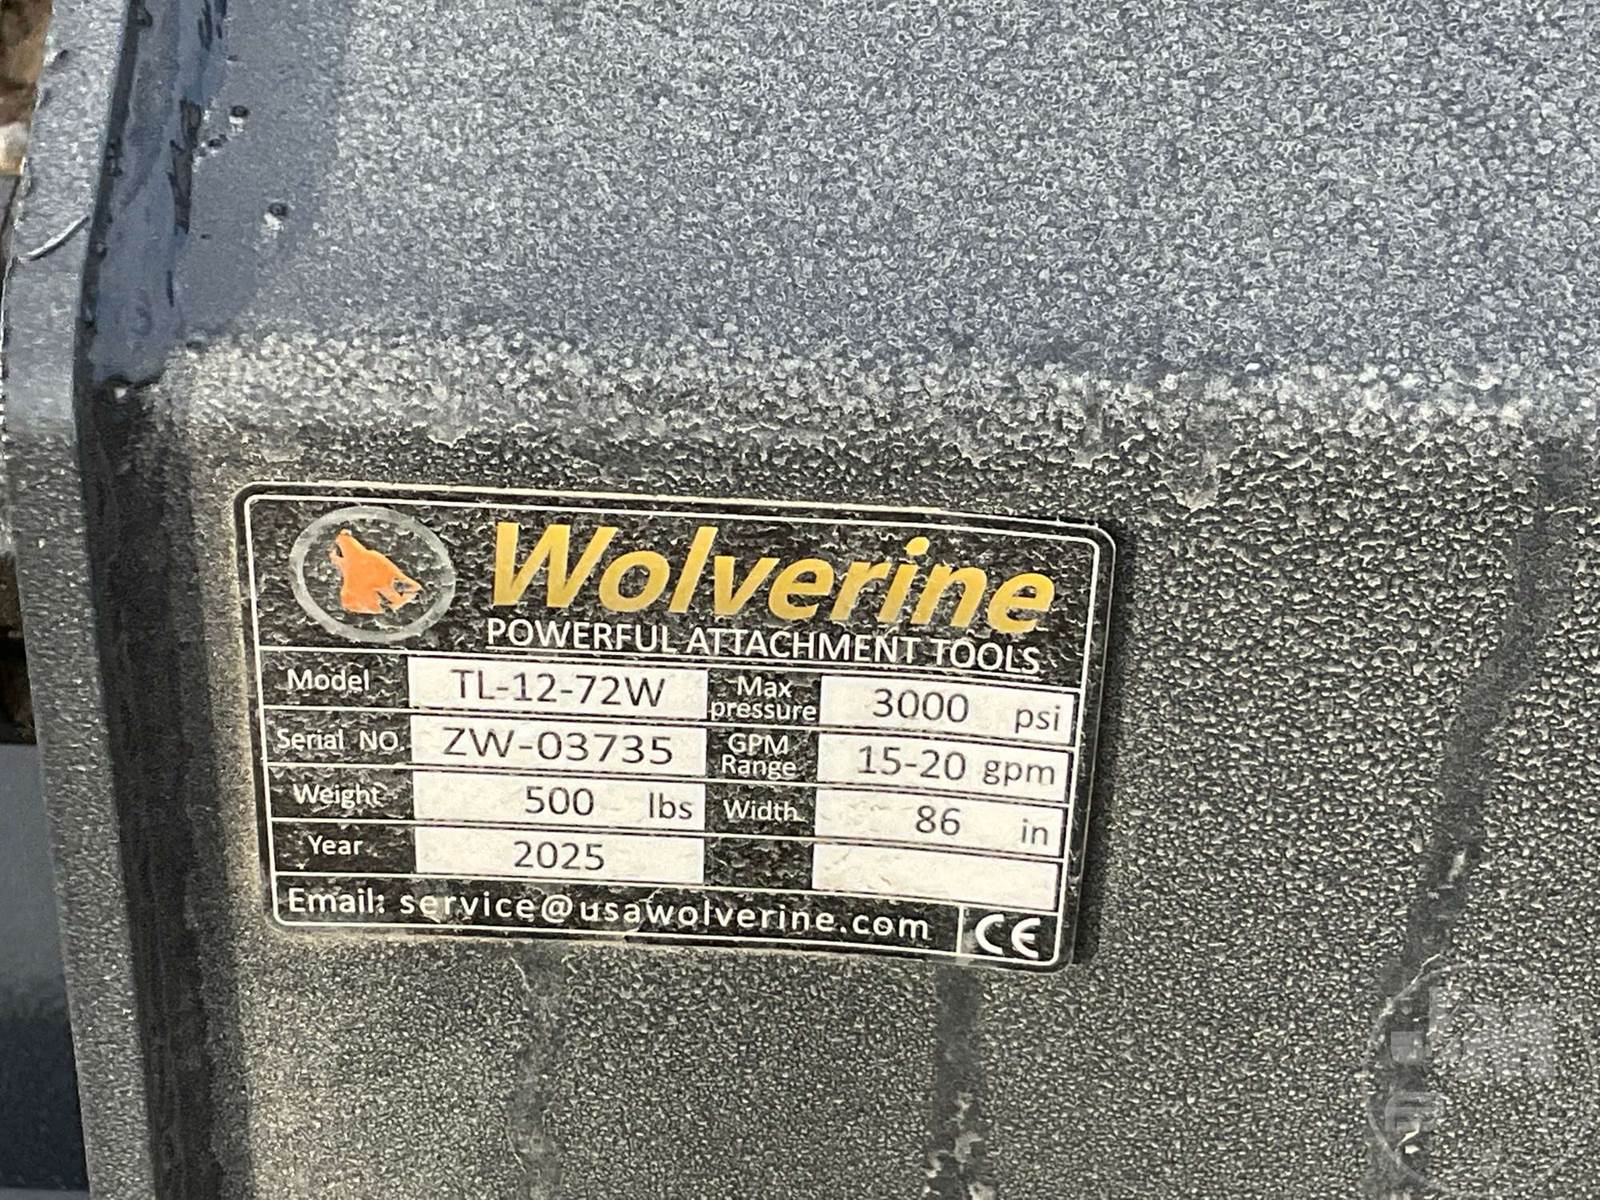 Wolverine
POWERFUL ATTACHMENT TOOLS
Model TL-12-72W Max pressure 3000 psi
Serial NO. ZW-03735 GPM Range 15-20 gpm
Weight 500 lbs Width 86 in
Year 2025
Email: service@usawolverine.com CE